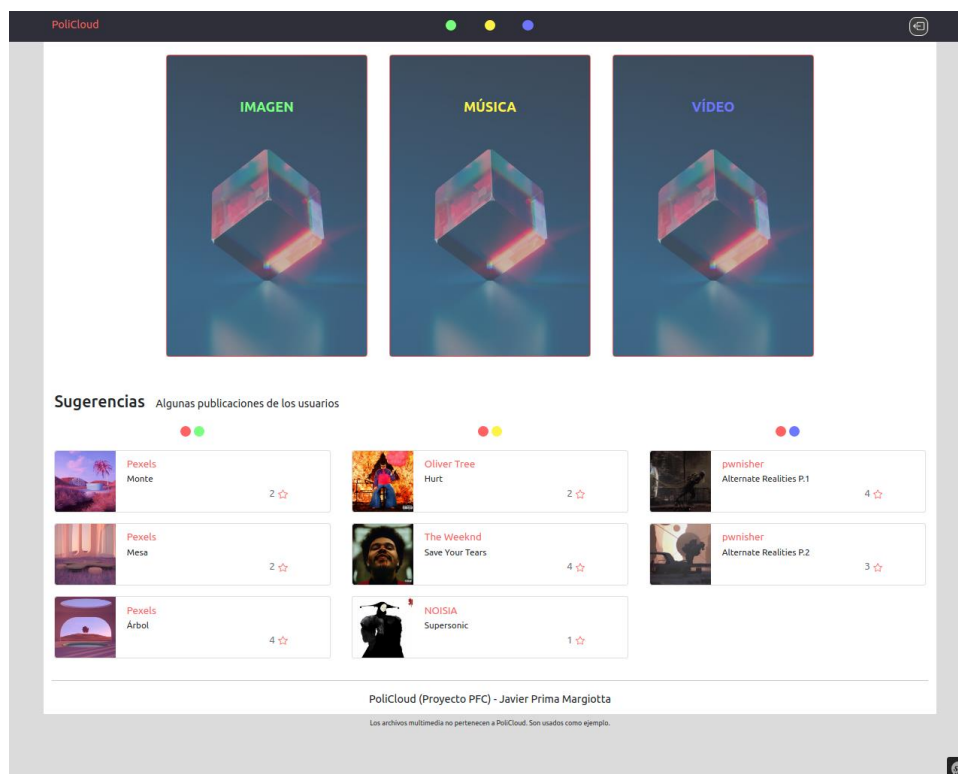 PoliCloud
IMAGEN
MÚSICA
VÍDEO
Sugerencias Algunas publicaciones de los usuarios
Pexels
Monte
2
Oliver Tree
Hurt
2
pwnisher
Alternate Realities P.1
4
Pexels
Mesa
2
The Weeknd
Save Your Tears
4
pwnisher
Alternate Realities P.2
3
Pexels
Árbol
4
NOISIA
Supersonic
1
PoliCloud (Proyecto PFC) - Javier Prima Margiotta
Los archivos multimedia no pertenecen a PoliCloud. Son usados como ejemplo.